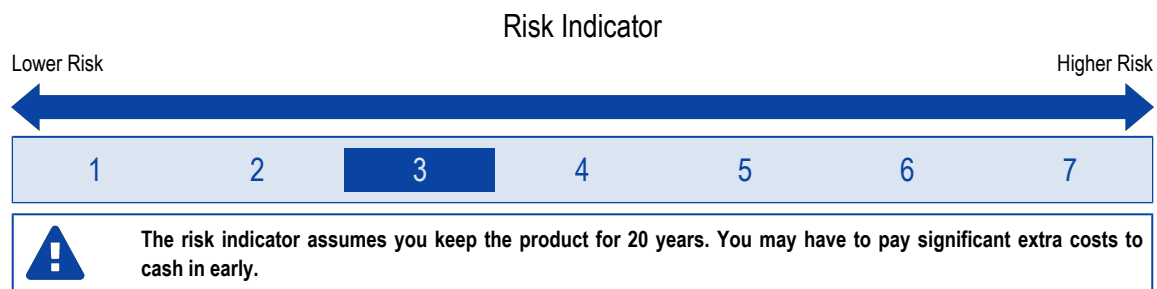 Risk Indicator
Lower Risk Higher Risk
1 2 3 4 5 6 7
The risk indicator assumes you keep the product for 20 years. You may have to pay significant extra costs to
cash in early.